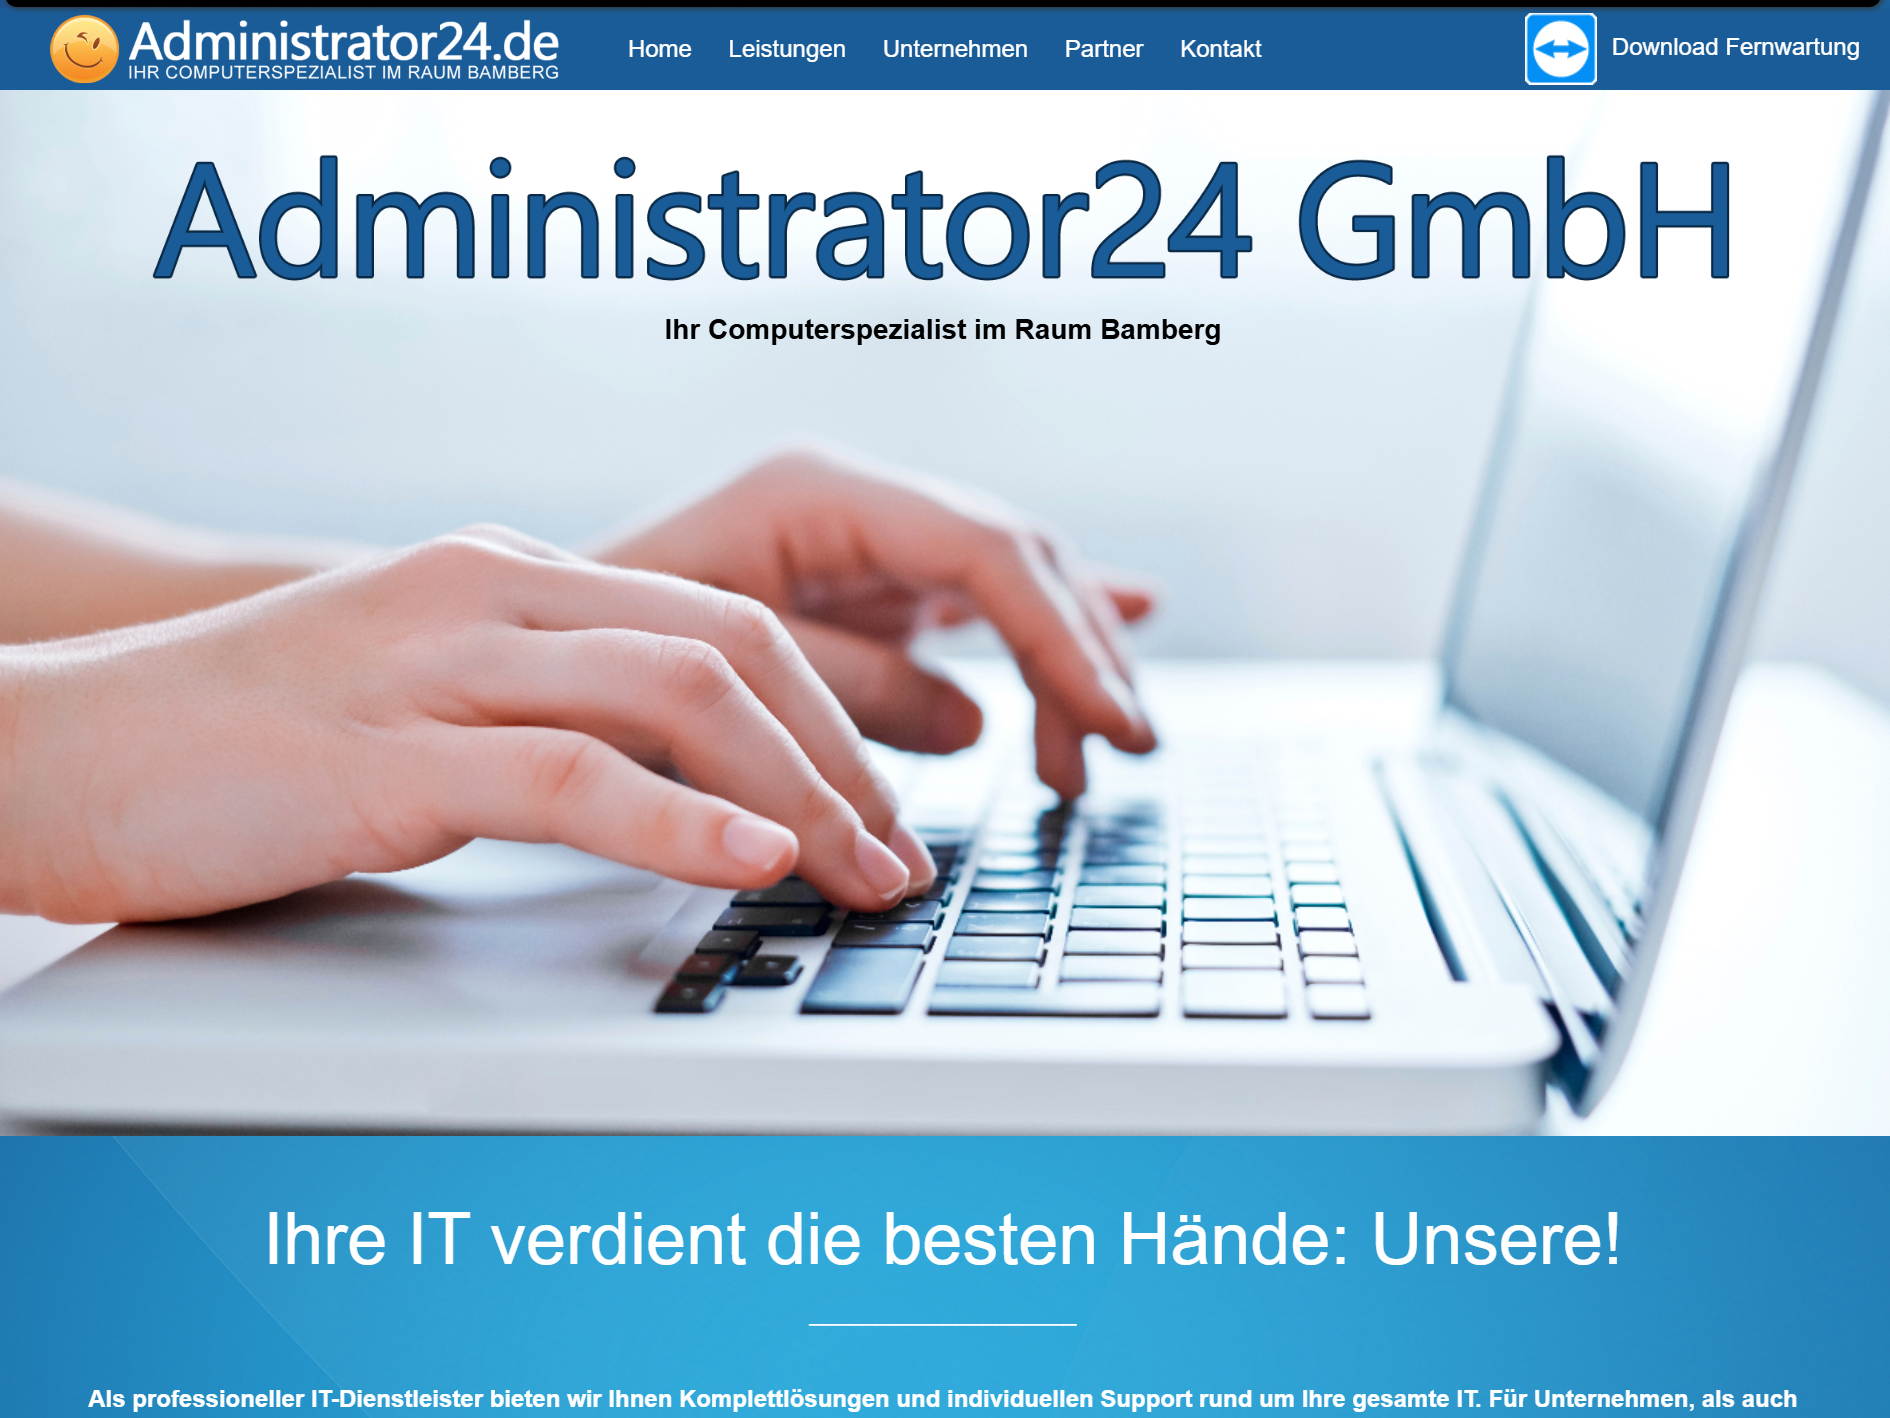 Administrator24.de
IHR COMPUTERSPEZIALIST IM RAUM BAMBERG
Home
Leistungen
Unternehmen
Partner
Kontakt
Download Fernwartung
Administrator24 GmbH
Ihr Computerspezialist im Raum Bamberg
Ihre IT verdient die besten Hände: Unsere!
Als professioneller IT-Dienstleister bieten wir Ihnen Komplettlösungen und individuellen Support rund um Ihre gesamte IT. Für Unternehmen, als auch